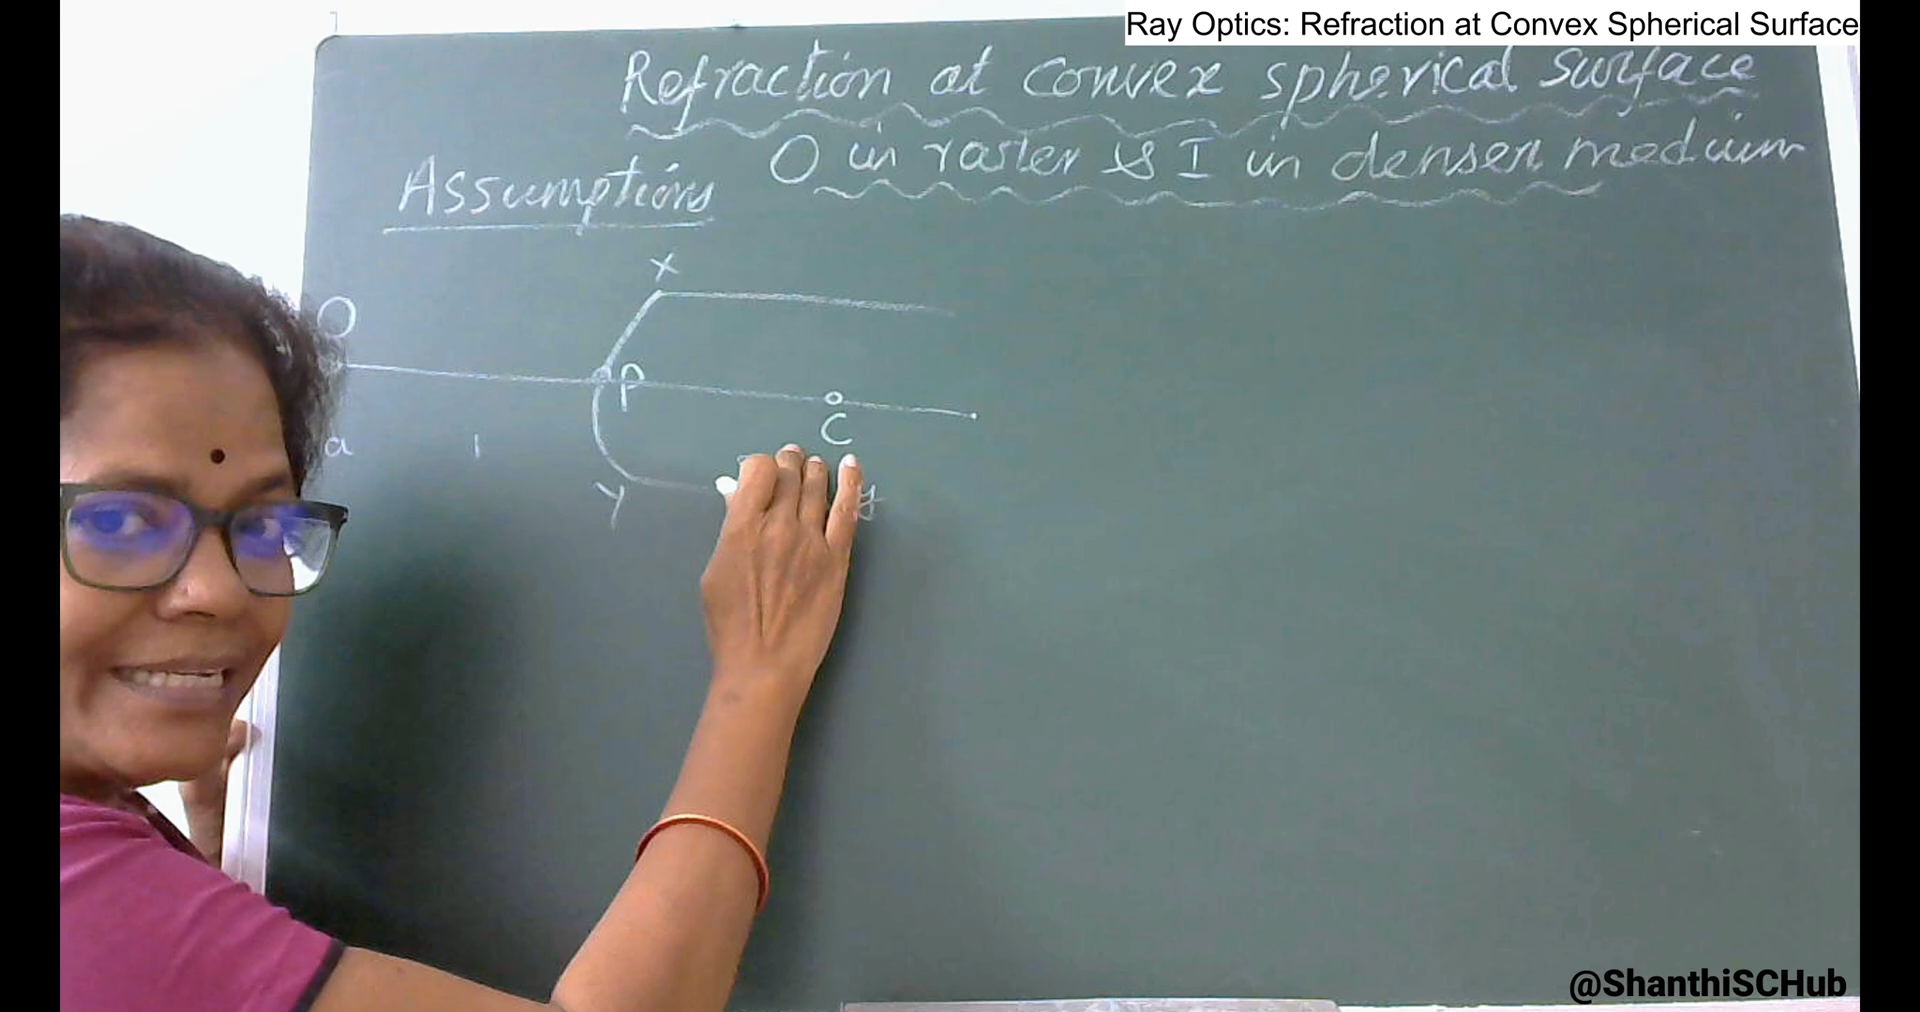 Ray Optics: Refraction at Convex Spherical Surface
Refraction at convex spherical surface
O in rarer & I in denser medium
Assumptions
X
O
P
C
a
Y
y
@ShanthiSCHub